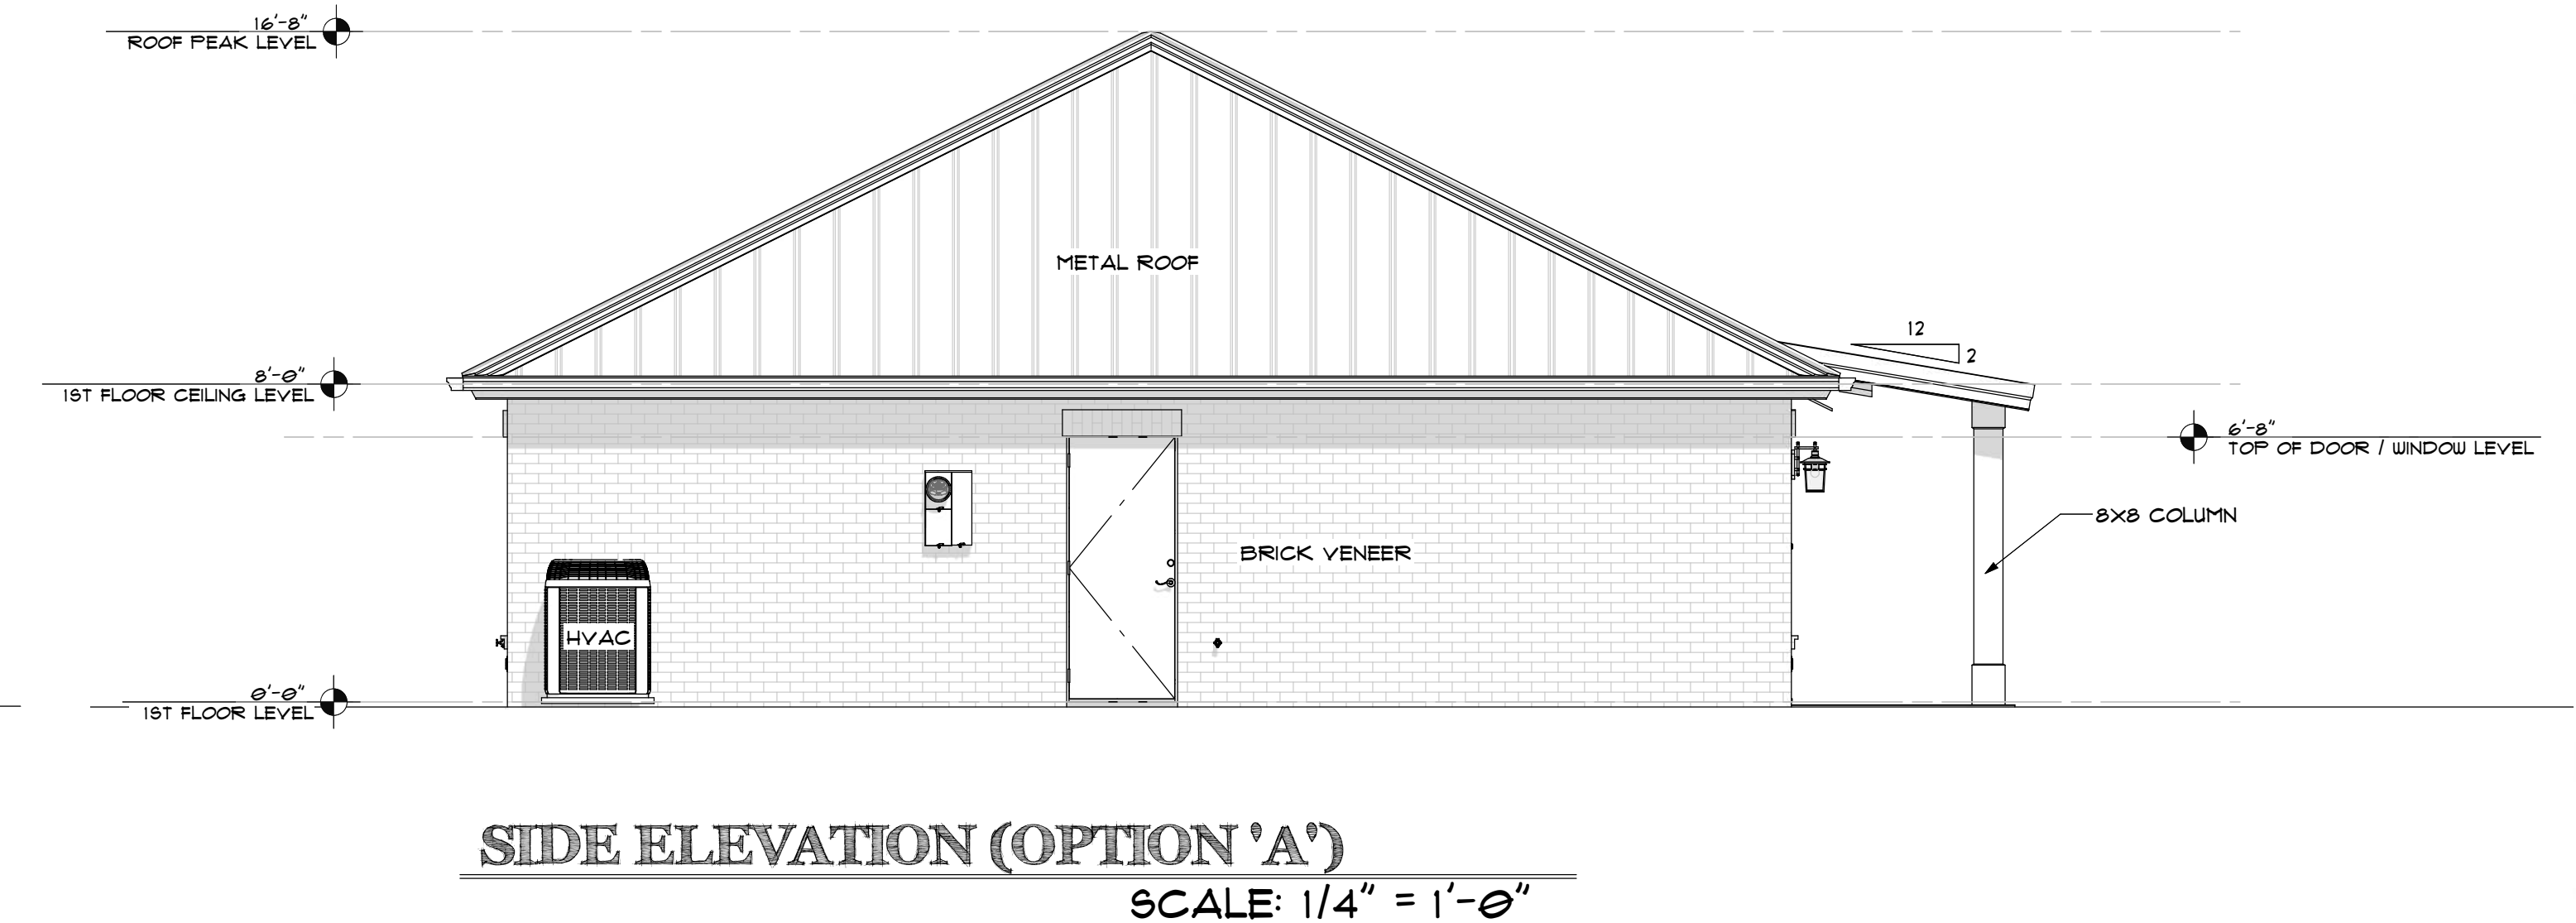 16'-8"
ROOF PEAK LEVEL
METAL ROOF
12
2
8'-0"
1ST FLOOR CEILING LEVEL
6'-8"
TOP OF DOOR / WINDOW LEVEL
8X8 COLUMN
BRICK VENEER
HVAC
0'-0"
1ST FLOOR LEVEL
SIDE ELEVATION (OPTION 'A')
SCALE: 1/4" = 1'-0"